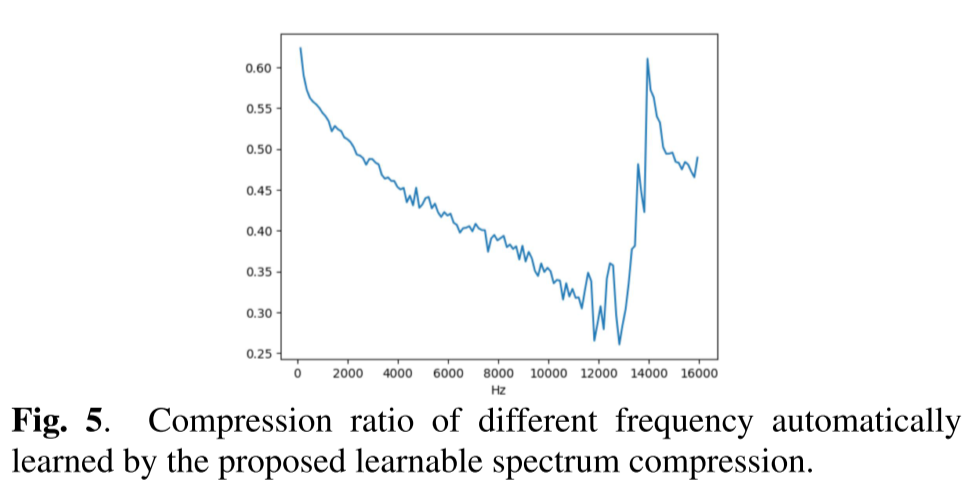 0.60
0.55
0.50
0.45
0.40
0.35
0.30
0.25
0 2000 4000 6000 8000 10000 12000 14000 16000
Hz
Fig. 5. Compression ratio of different frequency automatically
learned by the proposed learnable spectrum compression.